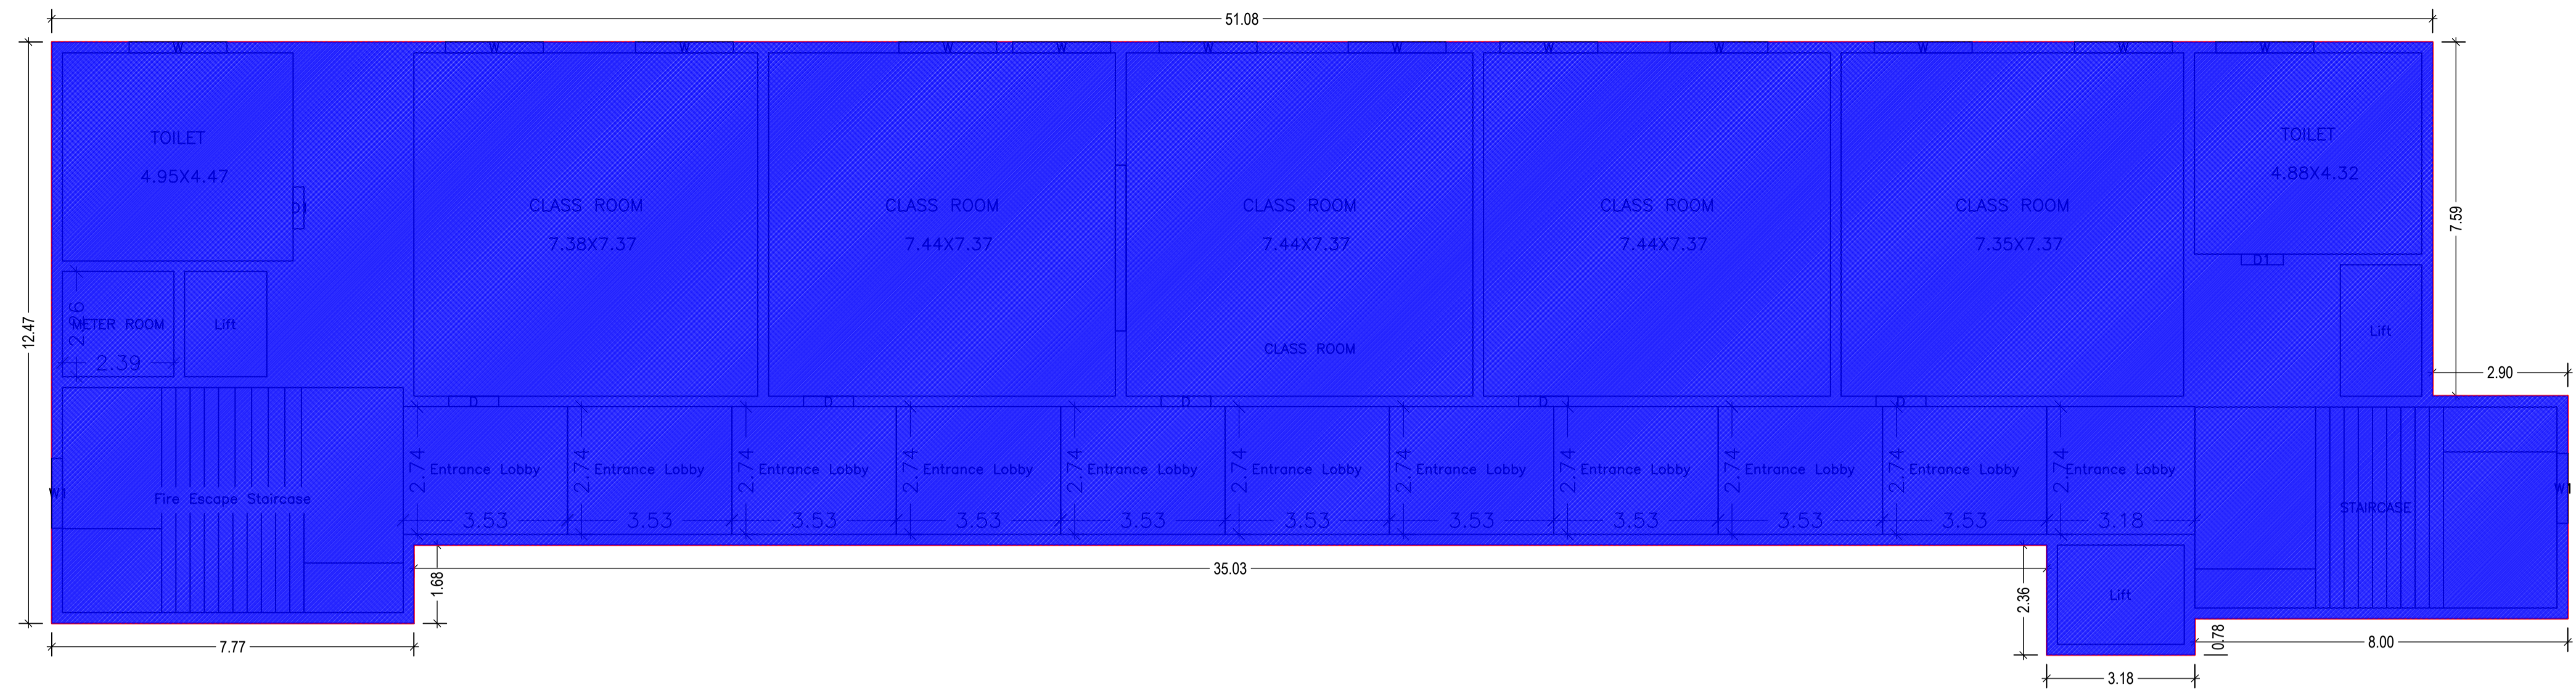 51.08
W W W W W W W W W W W W
TOILET
4.95X4.47
D1
CLASS ROOM
7.38X7.37
CLASS ROOM
7.44X7.37
CLASS ROOM
7.44X7.37
CLASS ROOM
CLASS ROOM
7.44X7.37
CLASS ROOM
7.35X7.37
TOILET
4.88X4.32
D1
7.59
12.47
METER ROOM
2.39
Lift
Lift
2.90
D D D D D
W1
Fire Escape Staircase
2.74 Entrance Lobby
3.53
2.74 Entrance Lobby
3.53
2.74 Entrance Lobby
3.53
2.74 Entrance Lobby
3.53
2.74 Entrance Lobby
3.53
2.74 Entrance Lobby
3.53
2.74 Entrance Lobby
3.53
2.74 Entrance Lobby
3.53
2.74 Entrance Lobby
3.53
2.74 Entrance Lobby
3.53
2.74 Entrance Lobby
3.18
STAIRCASE
W1
1.68
35.03
2.36
Lift
0.78
7.77
8.00
3.18